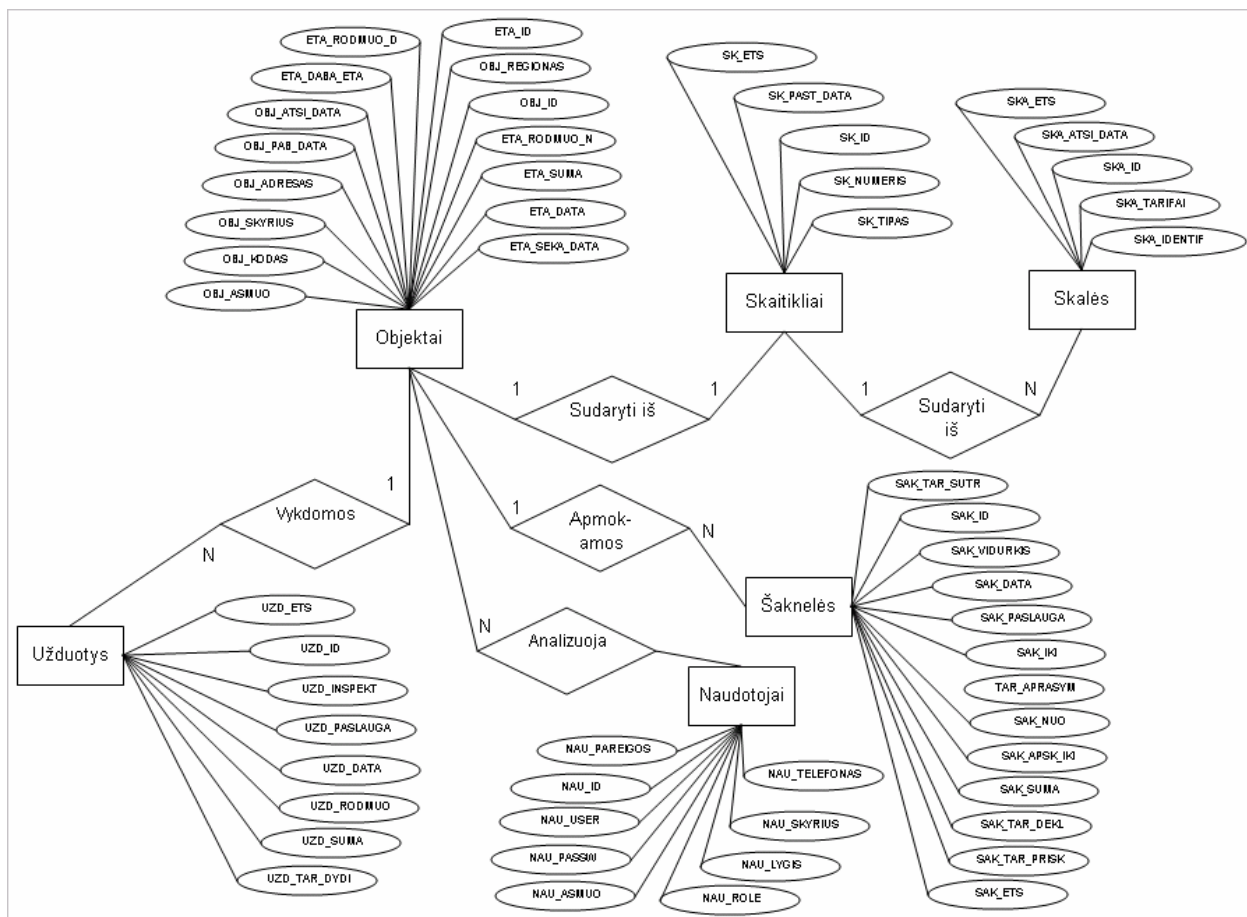 ETA_RODMUO_D
ETA_DABA_ETA
OBJ_ATSI_DATA
OBJ_PAB_DATA
OBJ_ADRESAS
OBJ_SKYRIUS
OBJ_KODAS
OBJ_ASMUO
ETA_ID
OBJ_REGIONAS
OBJ_ID
ETA_RODMUO_N
ETA_SUMA
ETA_DATA
ETA_SEKA_DATA
Objektai
SK_ETS
SK_PAST_DATA
SK_ID
SK_NUMERIS
SK_TIPAS
Skaitikliai
SKA_ETS
SKA_ATSI_DATA
SKA_ID
SKA_TARIFAI
SKA_IDENTIF
Skalės
1
Sudaryti iš
1
1
Sudaryti
iš
N
1
Vykdomos
N
1
Apmok-
amos
N
N
Analizuoja
Užduotys
UZD_ETS
UZD_ID
UZD_INSPEKT
UZD_PASLAUGA
UZD_DATA
UZD_RODMUO
UZD_SUMA
UZD_TAR_DYDI
Naudotojai
NAU_PAREIGOS
NAU_ID
NAU_USER
NAU_PASSW
NAU_ASMUO
NAU_TELEFONAS
NAU_SKYRIUS
NAU_LYGIS
NAU_ROLE
Šaknelės
SAK_TAR_SUTR
SAK_ID
SAK_VIDURKIS
SAK_DATA
SAK_PASLAUGA
SAK_IKI
TAR_APRASYM
SAK_NUO
SAK_APSK_IKI
SAK_SUMA
SAK_TAR_DEKL
SAK_TAR_PRISK
SAK_ETS